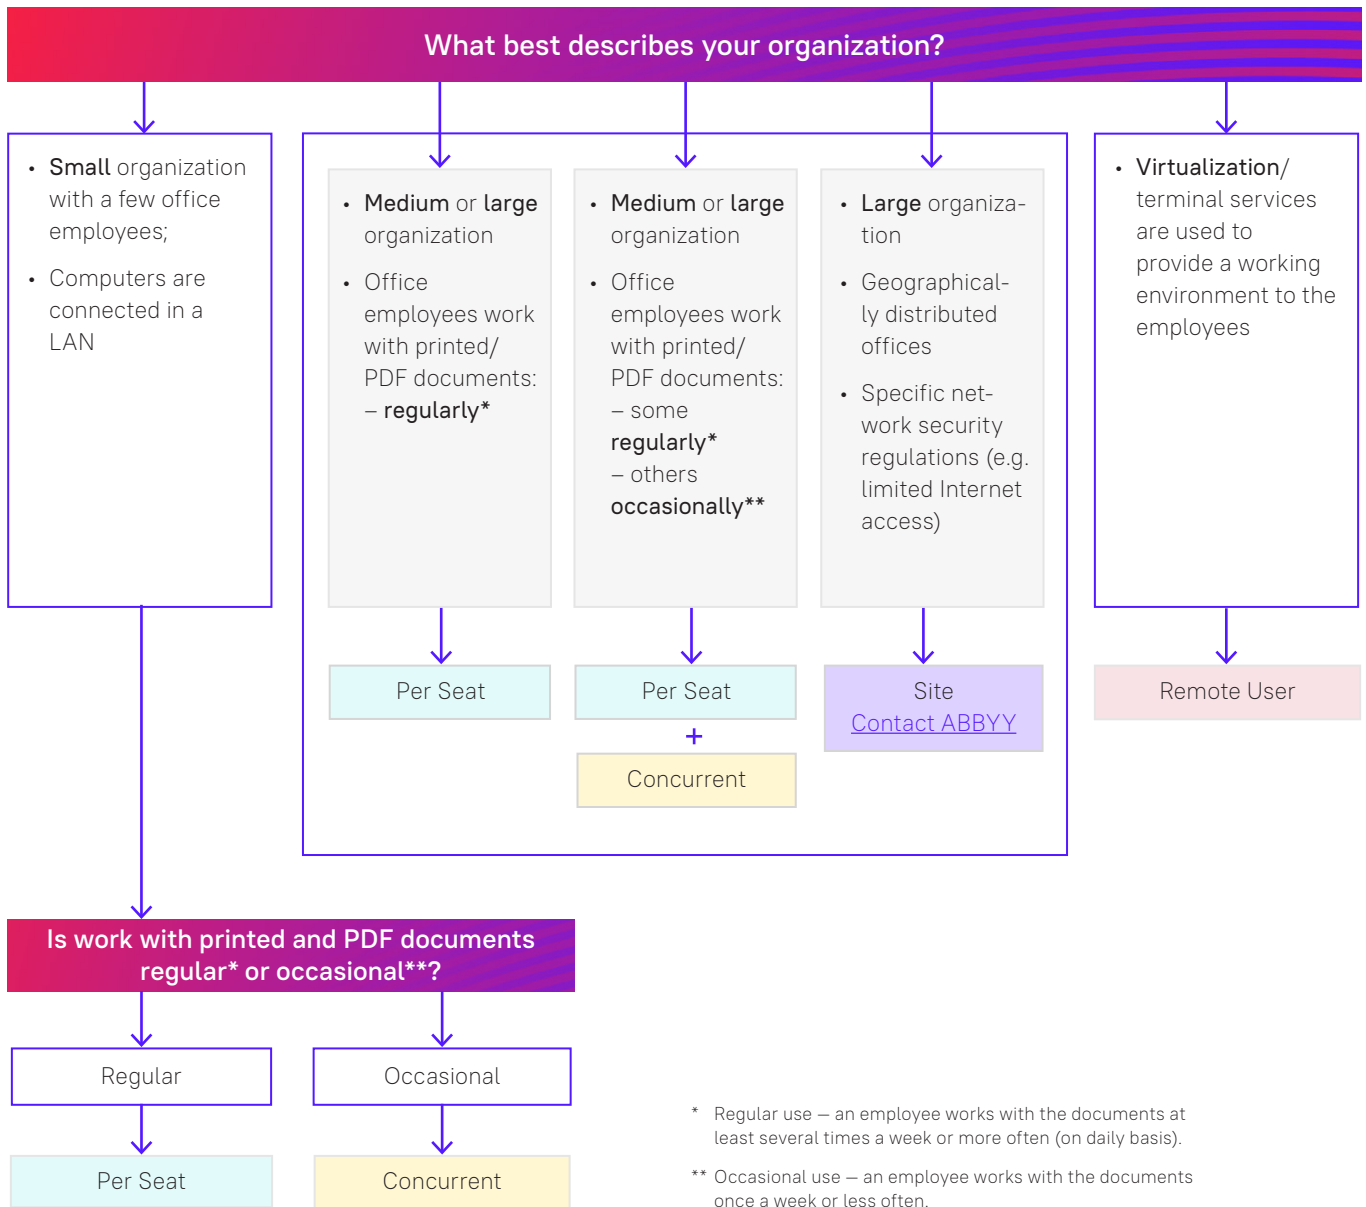 What best describes your organization?
• Small organization
with a few office
employees;
• Computers are
connected in a
LAN
• Medium or large
organization
• Office
employees work
with printed/
PDF documents:
– regularly*
• Medium or large
organization
• Office
employees work
with printed/
PDF documents:
– some
regularly*
– others
occasionally**
• Large organiza-
tion
• Geographical-
ly distributed
offices
• Specific net-
work security
regulations (e.g.
limited Internet
access)
• Virtualization/
terminal services
are used to
provide a working
environment to the
employees
Per Seat
Per Seat
+
Concurrent
Site
Contact ABBYY
Remote User
Is work with printed and PDF documents
regular* or occasional**?
Regular
Occasional
Per Seat
Concurrent
* Regular use – an employee works with the documents at
least several times a week or more often (on daily basis).
** Occasional use – an employee works with the documents
once a week or less often.